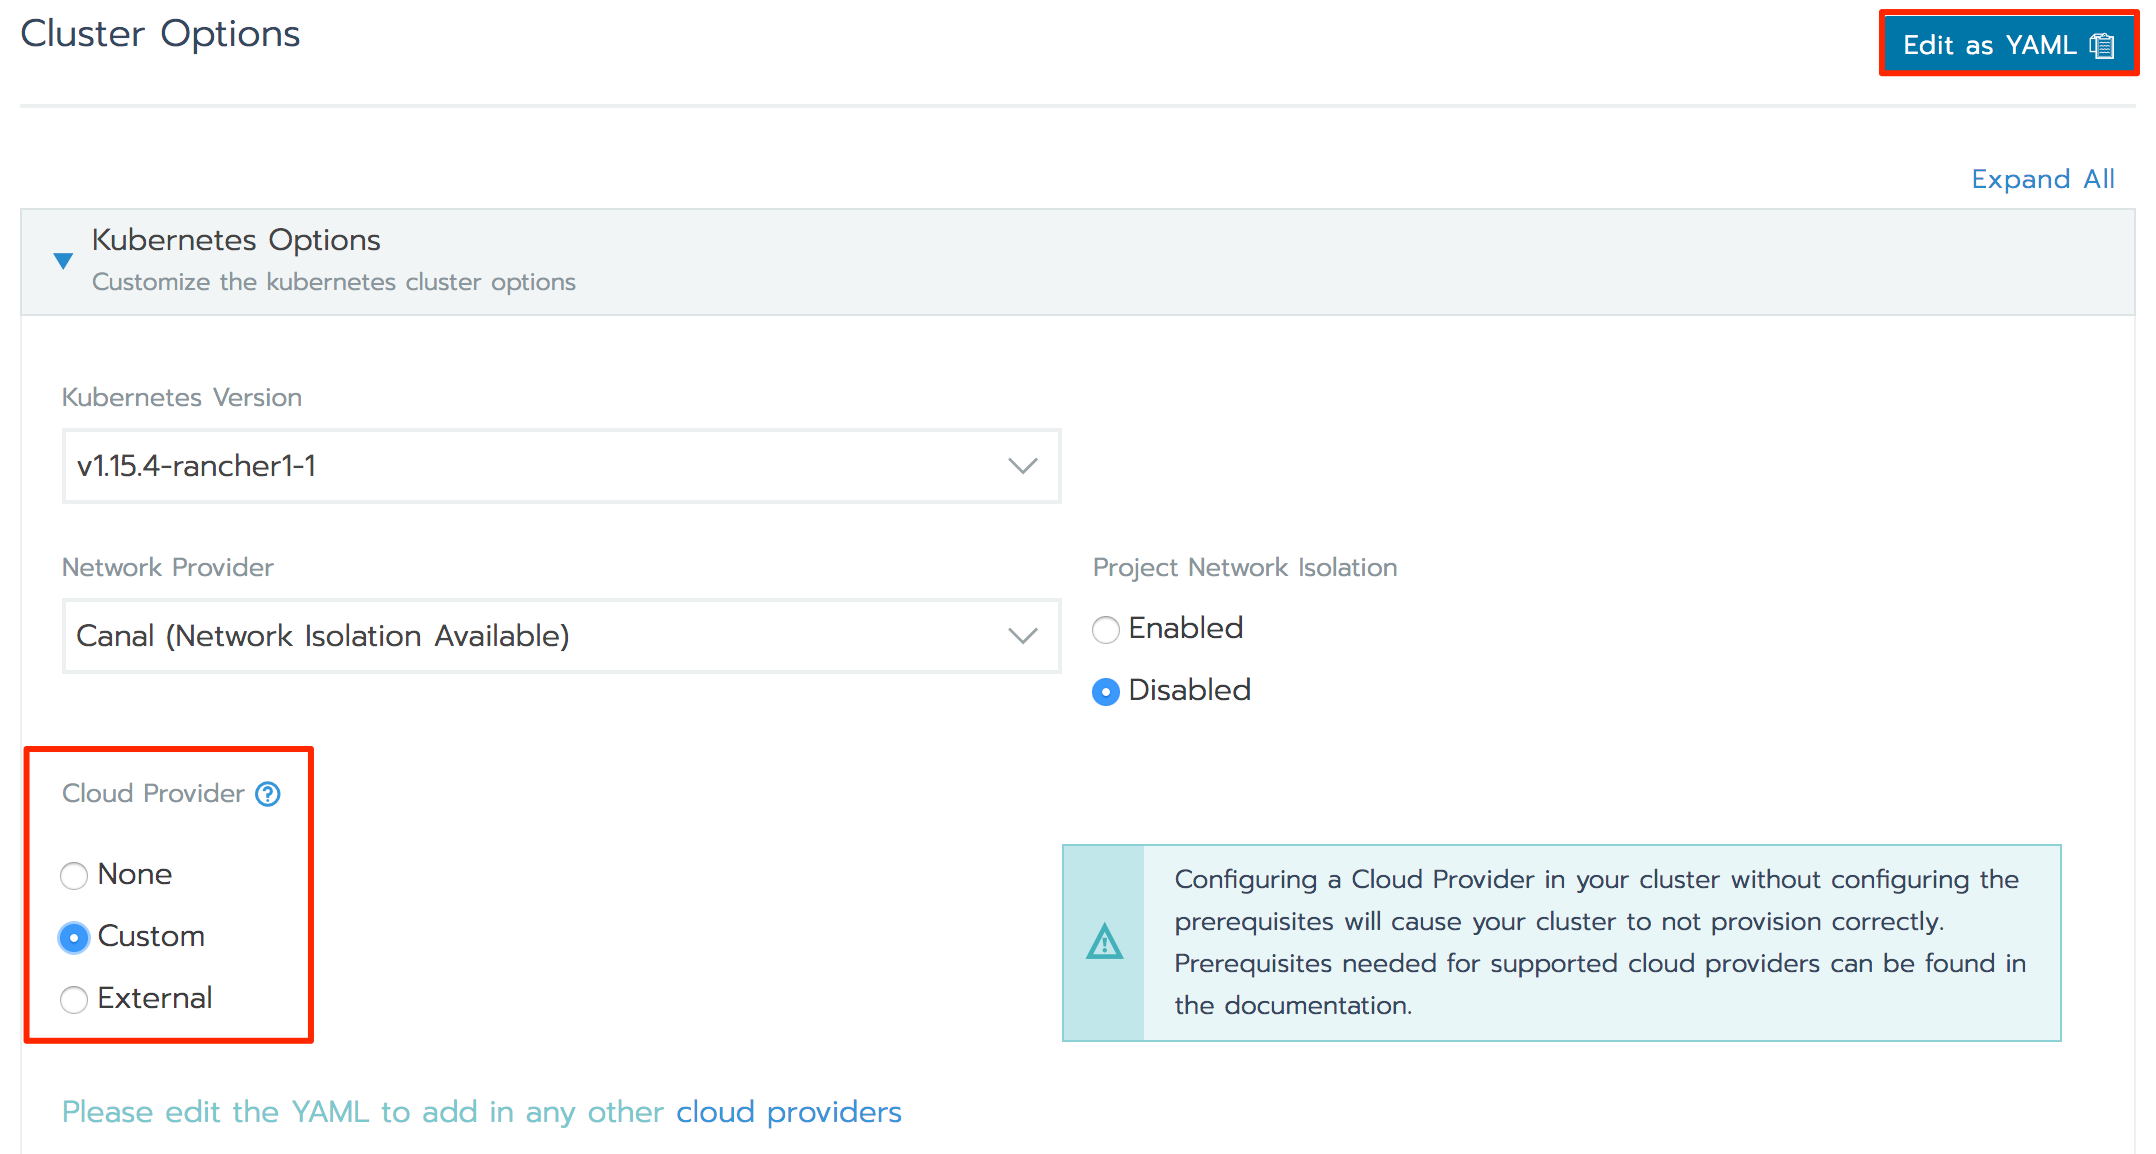 Cluster Options
Edit as YAML
Expand All
Kubernetes Options
Customize the kubernetes cluster options
Kubernetes Version
v1.15.4-rancher1-1
Network Provider
Project Network Isolation
Canal (Network Isolation Available)
Enabled
Disabled
Cloud Provider ?
None
Custom
External
Configuring a Cloud Provider in your cluster without configuring the
prerequisites will cause your cluster to not provision correctly.
Prerequisites needed for supported cloud providers can be found in
the documentation.
Please edit the YAML to add in any other cloud providers